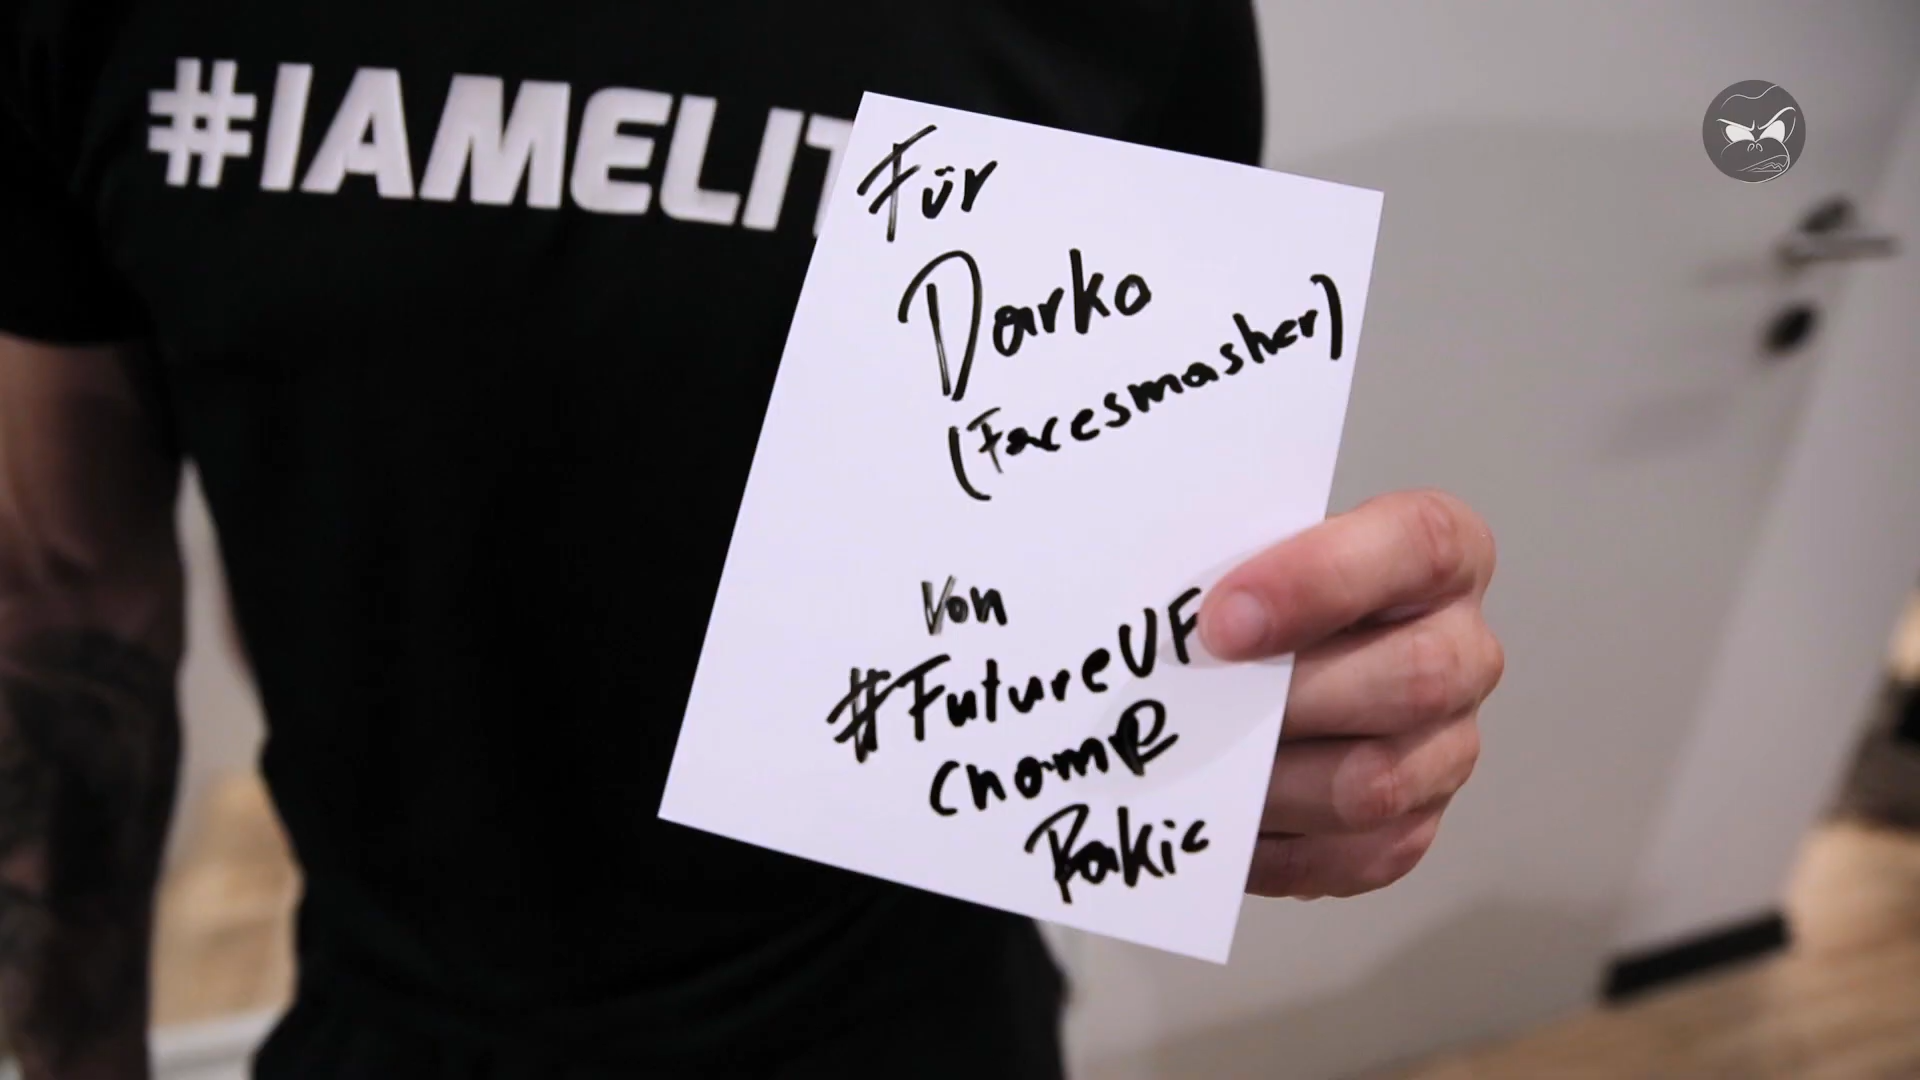 #IAMELIT
Für
Darko
(Facesmasher)
Von
#FutureUF
Champ
Rakic